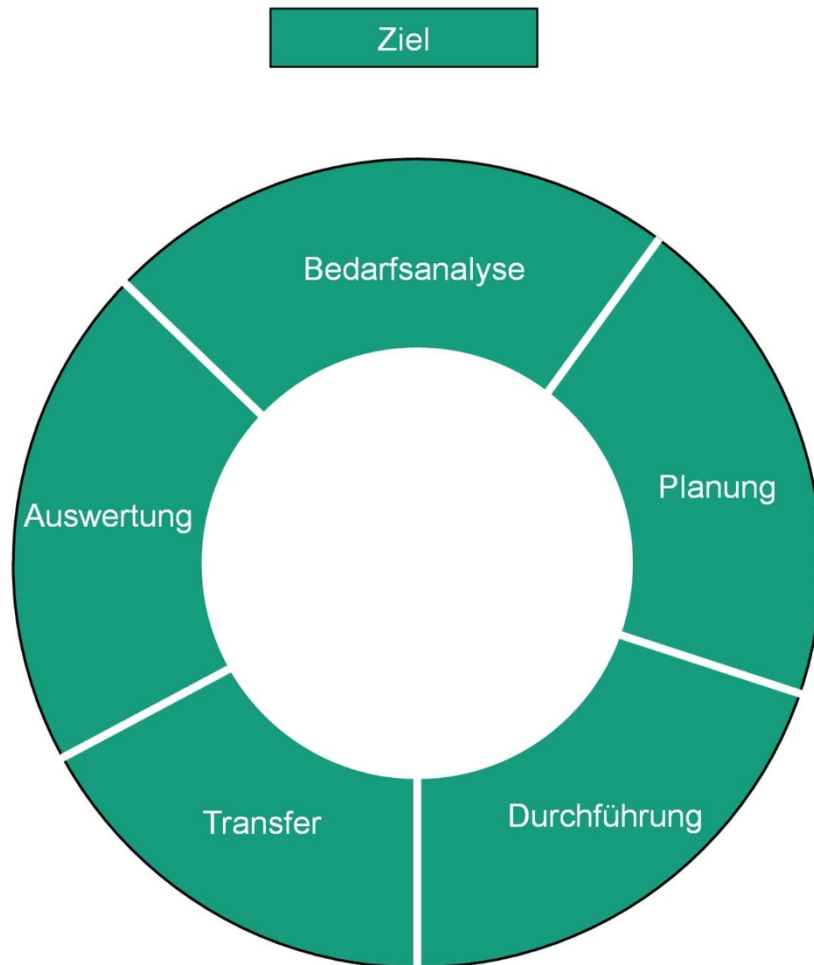 Ziel
Bedarfsanalyse
Planung
Durchführung
Transfer
Auswertung